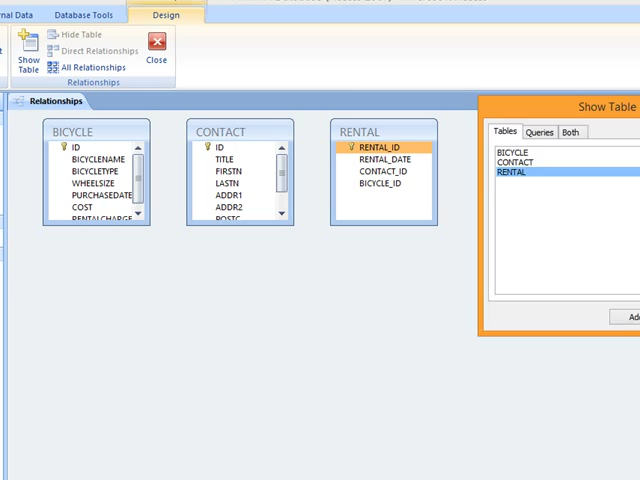 rnal Data Database Tools Design
Hide Table
Direct Relationships
All Relationships
Show Table
Close
Relationships
Relationships
BICYCLE
ID
BICYCLENAME
BICYCLETYPE
WHEELSIZE
PURCHASEDATE
COST
RENTALCHARGE
CONTACT
ID
TITLE
FIRSTN
LASTN
ADDR1
ADDR2
POSTC
RENTAL
RENTAL_ID
RENTAL_DATE
CONTACT_ID
BICYCLE_ID
Show Table
Tables Queries Both
BICYCLE
CONTACT
RENTAL
Add